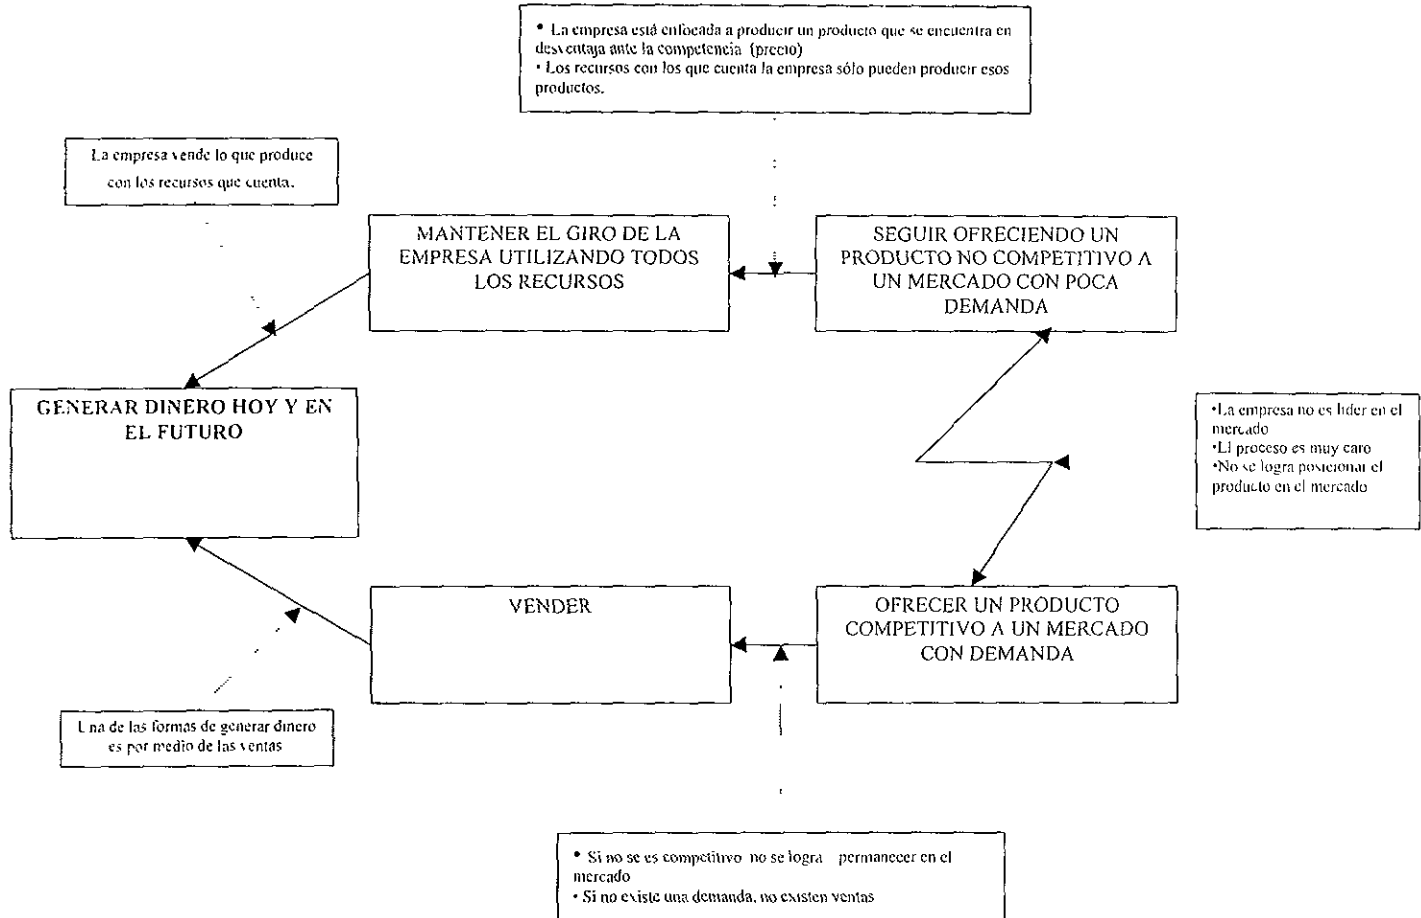 • La empresa está enfocada a producir un producto que se encuentra en
desventaja ante la competencia (precio)
• Los recursos con los que cuenta la empresa sólo pueden producir esos
productos.
La empresa vende lo que produce
con los recursos que cuenta.
MANTENER EL GIRO DE LA
EMPRESA UTILIZANDO TODOS
LOS RECURSOS
SEGUIR OFRECIENDO UN
PRODUCTO NO COMPETITIVO A
UN MERCADO CON POCA
DEMANDA
GENERAR DINERO HOY Y EN
EL FUTURO
•La empresa no es lider en el
mercado
•El proceso es muy caro
•No se logra posicionar el
producto en el mercado
VENDER
OFRECER UN PRODUCTO
COMPETITIVO A UN MERCADO
CON DEMANDA
Una de las formas de generar dinero
es por medio de las ventas
• Si no se es competitivo no se logra permanecer en el
mercado
• Si no existe una demanda, no existen ventas